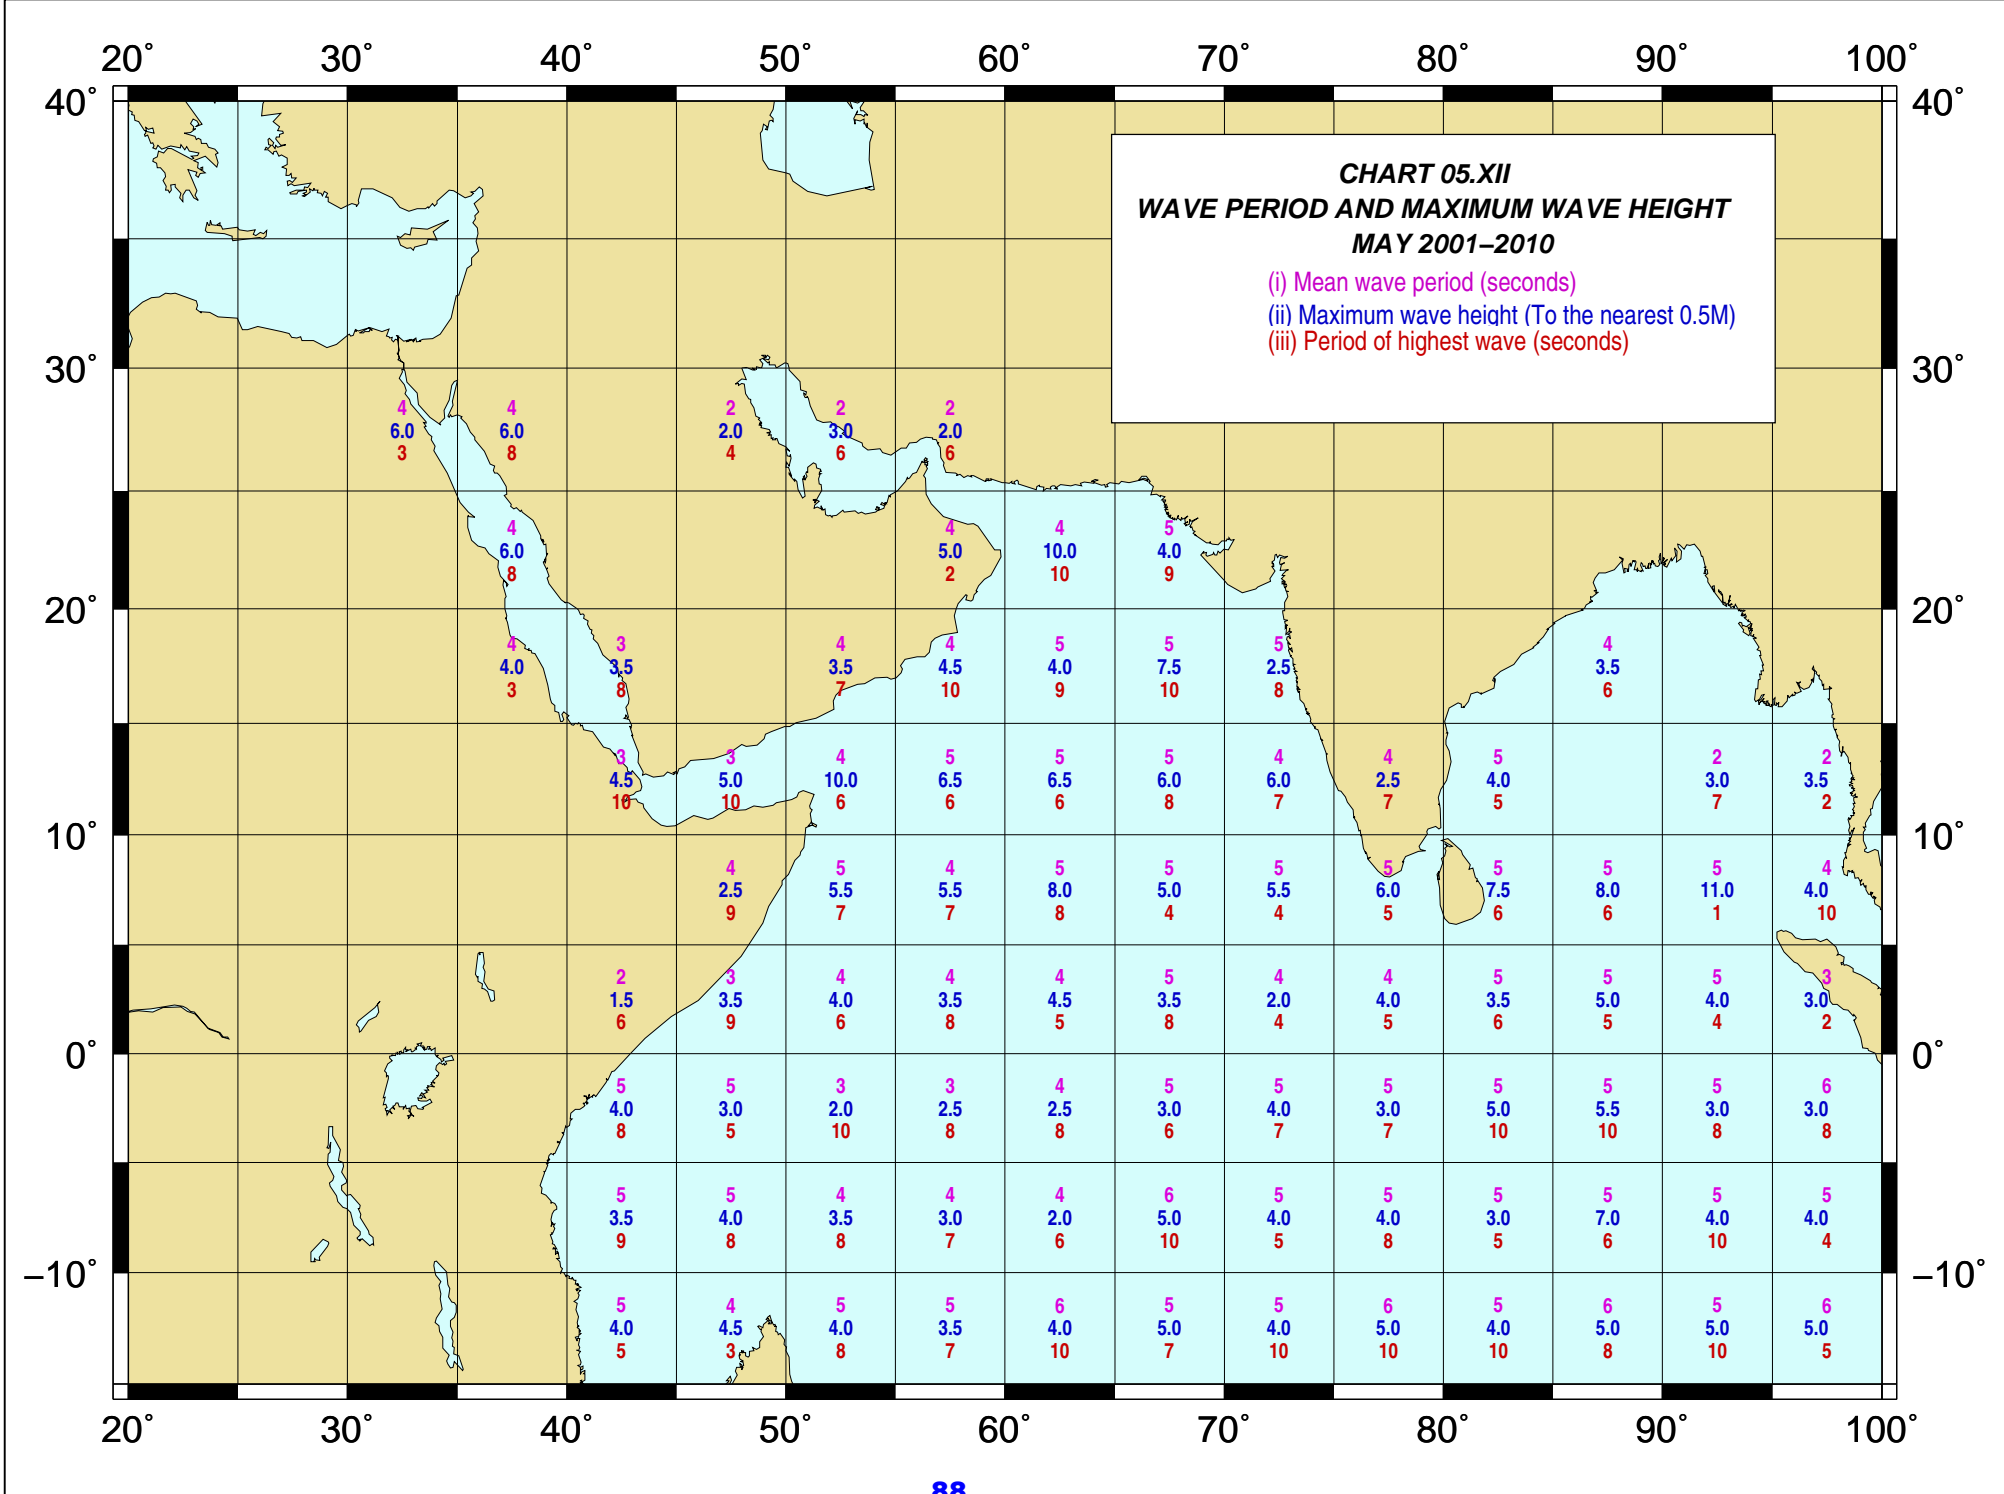 20° 30° 40° 50° 60° 70° 80° 90° 100°
40° 40°
CHART 05.XII
WAVE PERIOD AND MAXIMUM WAVE HEIGHT
MAY 2001–2010
(i) Mean wave period (seconds)
(ii) Maximum wave height (To the nearest 0.5M)
(iii) Period of highest wave (seconds)
30° 30°
4 4 2 2 2
6.0 6.0 2.0 3.0 2.0
3 8 4 6 6
4 4 4 5
6.0 5.0 10.0 4.0
8 2 10 9
20° 20°
4 3 4 4 5 5 5 4
4.0 3.5 3.5 4.5 4.0 7.5 2.5 3.5
3 8 7 10 9 10 8 6
3 3 4 5 5 5 4 4 5 2 2
4.5 5.0 10.0 6.5 6.5 6.0 6.0 2.5 4.0 3.0 3.5
10 10 6 6 6 8 7 7 5 7 2
10° 10°
4 5 4 5 5 5 5 5 5 5 4
2.5 5.5 5.5 8.0 5.0 5.5 6.0 7.5 8.0 11.0 4.0
9 7 7 8 4 4 5 6 6 1 10
2 3 4 4 4 5 4 4 5 5 5 3
1.5 3.5 4.0 3.5 4.5 3.5 2.0 4.0 3.5 5.0 4.0 3.0
6 9 6 8 5 8 4 5 6 5 4 2
0° 0°
5 5 3 3 4 5 5 5 5 5 5 6
4.0 3.0 2.0 2.5 2.5 3.0 4.0 3.0 5.0 5.5 3.0 3.0
8 5 10 8 8 6 7 7 10 10 8 8
5 5 4 4 4 6 5 5 5 5 5 5
3.5 4.0 3.5 3.0 2.0 5.0 4.0 4.0 3.0 7.0 4.0 4.0
9 8 8 7 6 10 5 8 5 6 10 4
−10° −10°
5 4 5 5 6 5 5 6 5 6 5 6
4.0 4.5 4.0 3.5 4.0 5.0 4.0 5.0 4.0 5.0 5.0 5.0
5 3 8 7 10 7 10 10 10 8 10 5
20° 30° 40° 50° 60° 70° 80° 90° 100°
88